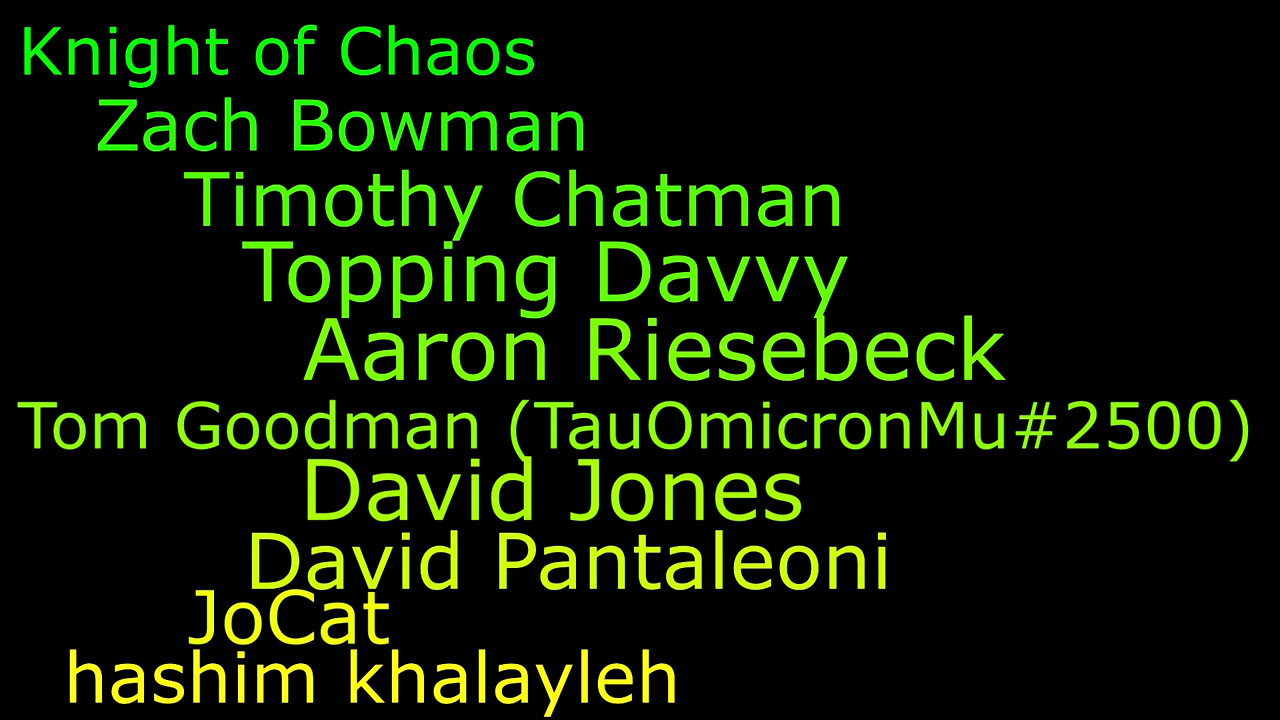 Knight of Chaos
Zach Bowman
Timothy Chatman
Topping Davvy
Aaron Riesebeck
Tom Goodman (TauOmicronMu#2500)
David Jones
David Pantaleoni
JoCat
hashim khalayleh